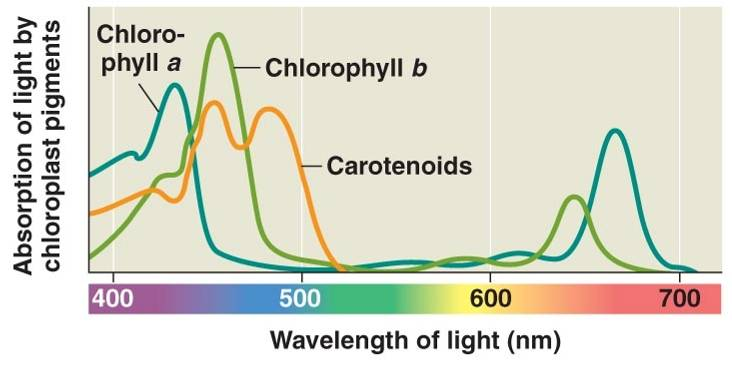 Absorption of light by
chloroplast pigments
Chloro-
phyll a
Chlorophyll b
Carotenoids
400
500
600
700
Wavelength of light (nm)